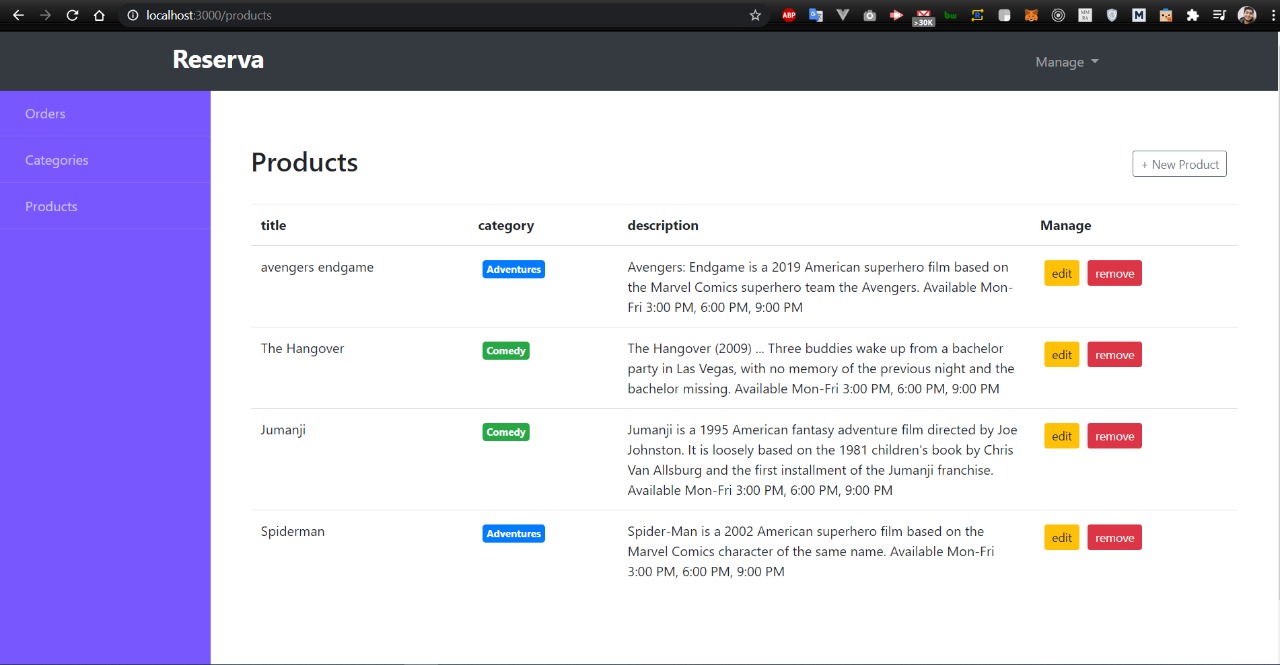 localhost:3000/products
ABP
>30K
bw
M
Reserva
Manage
Orders
Categories
Products
Products
+ New Product
title category description Manage
avengers endgame Adventures Avengers: Endgame is a 2019 American superhero film based on edit remove
the Marvel Comics superhero team the Avengers. Available Mon-
Fri 3:00 PM, 6:00 PM, 9:00 PM
The Hangover Comedy The Hangover (2009) ... Three buddies wake up from a bachelor edit remove
party in Las Vegas, with no memory of the previous night and the
bachelor missing. Available Mon-Fri 3:00 PM, 6:00 PM, 9:00 PM
Jumanji Comedy Jumanji is a 1995 American fantasy adventure film directed by Joe edit remove
Johnston. It is loosely based on the 1981 children's book by Chris
Van Allsburg and the first installment of the Jumanji franchise.
Available Mon-Fri 3:00 PM, 6:00 PM, 9:00 PM
Spiderman Adventures Spider-Man is a 2002 American superhero film based on the edit remove
Marvel Comics character of the same name. Available Mon-Fri
3:00 PM, 6:00 PM, 9:00 PM